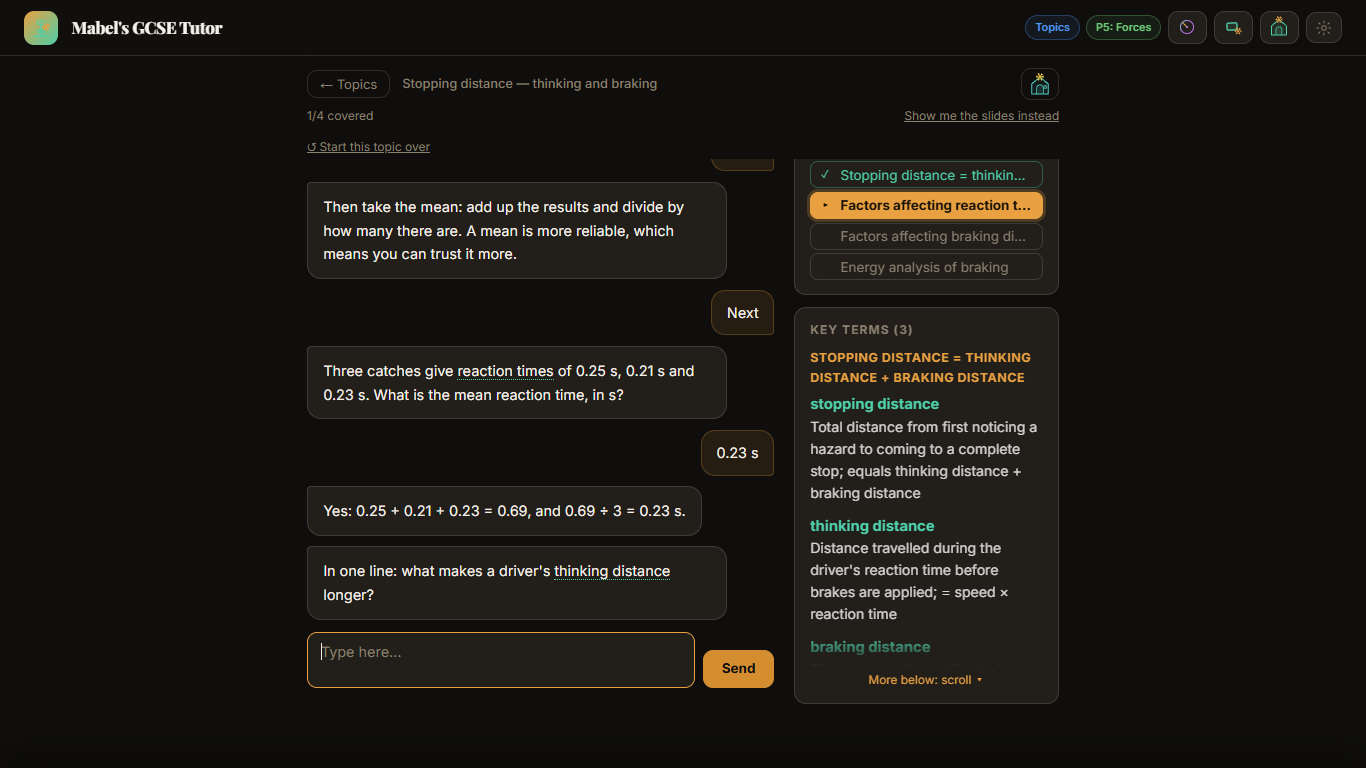 Mabel's GCSE Tutor
Topics
P5: Forces
← Topics
Stopping distance — thinking and braking
1/4 covered
Show me the slides instead
↺ Start this topic over
Then take the mean: add up the results and divide by
how many there are. A mean is more reliable, which
means you can trust it more.
Next
Three catches give reaction times of 0.25 s, 0.21 s and
0.23 s. What is the mean reaction time, in s?
0.23 s
Yes: 0.25 + 0.21 + 0.23 = 0.69, and 0.69 ÷ 3 = 0.23 s.
In one line: what makes a driver's thinking distance
longer?
Type here...
Send
✓ Stopping distance = thinkin...
▸ Factors affecting reaction t...
Factors affecting braking di...
Energy analysis of braking
KEY TERMS (3)
STOPPING DISTANCE = THINKING
DISTANCE + BRAKING DISTANCE
stopping distance
Total distance from first noticing a
hazard to coming to a complete
stop; equals thinking distance +
braking distance
thinking distance
Distance travelled during the
driver's reaction time before
brakes are applied; = speed ×
reaction time
braking distance
More below: scroll ▾